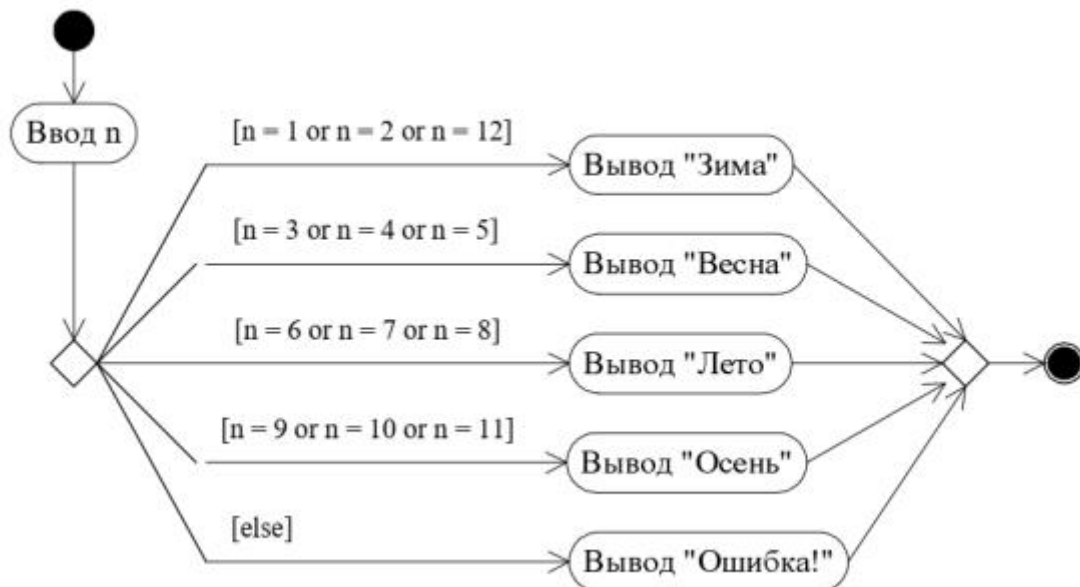 Ввод n
[n = 1 or n = 2 or n = 12]
Вывод "Зима"
[n = 3 or n = 4 or n = 5]
Вывод "Весна"
[n = 6 or n = 7 or n = 8]
Вывод "Лето"
[n = 9 or n = 10 or n = 11]
Вывод "Осень"
[else]
Вывод "Ошибка!"